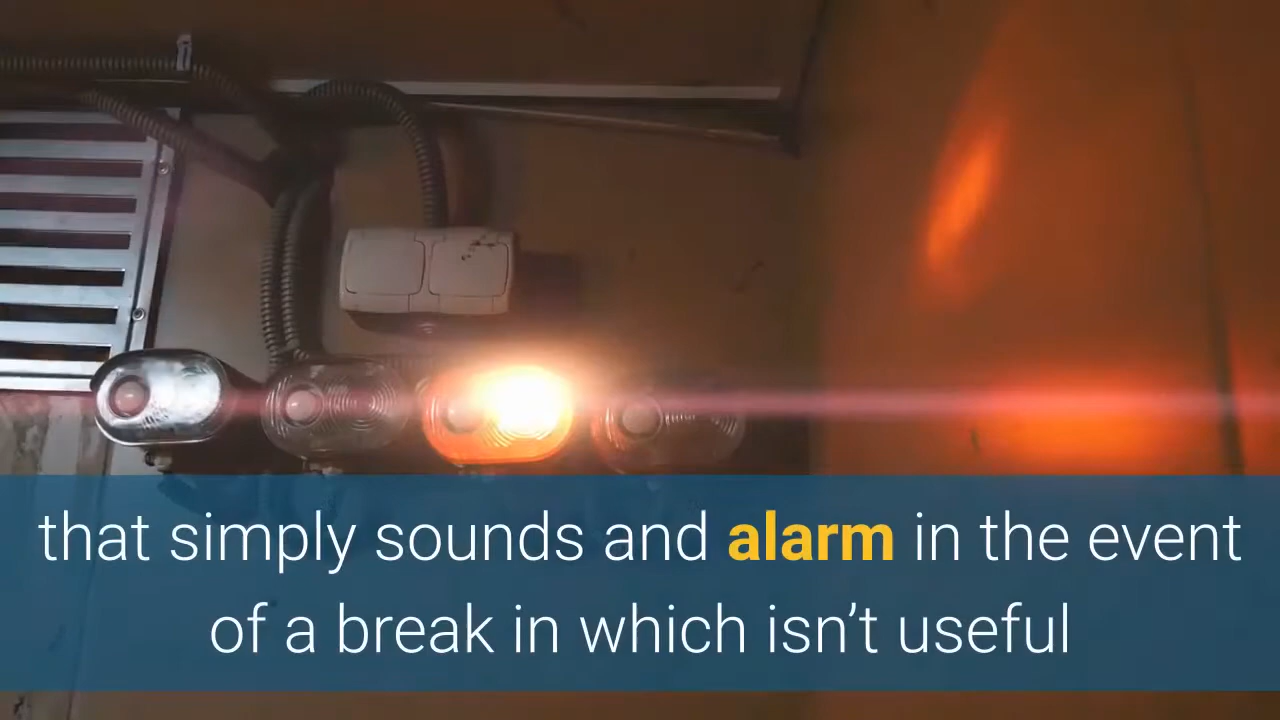 that simply sounds and alarm in the event
of a break in which isn’t useful